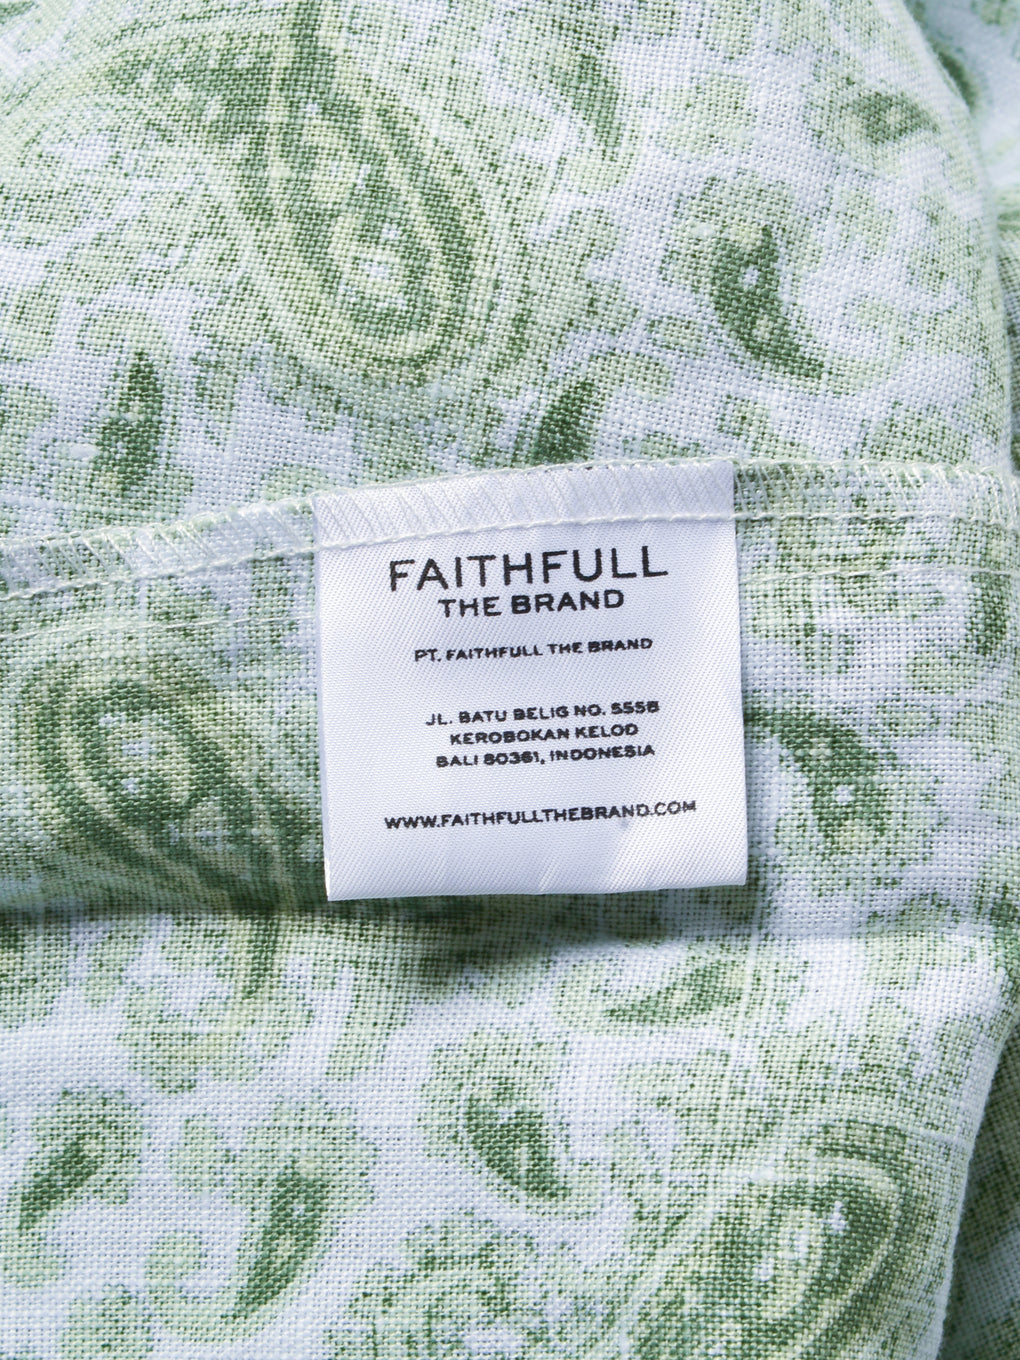 FAITHFULL
THE BRAND
PT. FAITHFULL THE BRAND
JL. BATU BELIG NO. 555B
KEROBOKAN KELOD
BALI 80361, INDONESIA
WWW.FAITHFULLTHEBRAND.COM